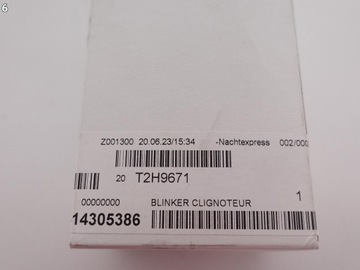 6
Z001300 20.06.23/15:34 -Nachtexpress 002/000
20 T2H9671
00000000 BLINKER CLIGNOTEUR 1
14305386